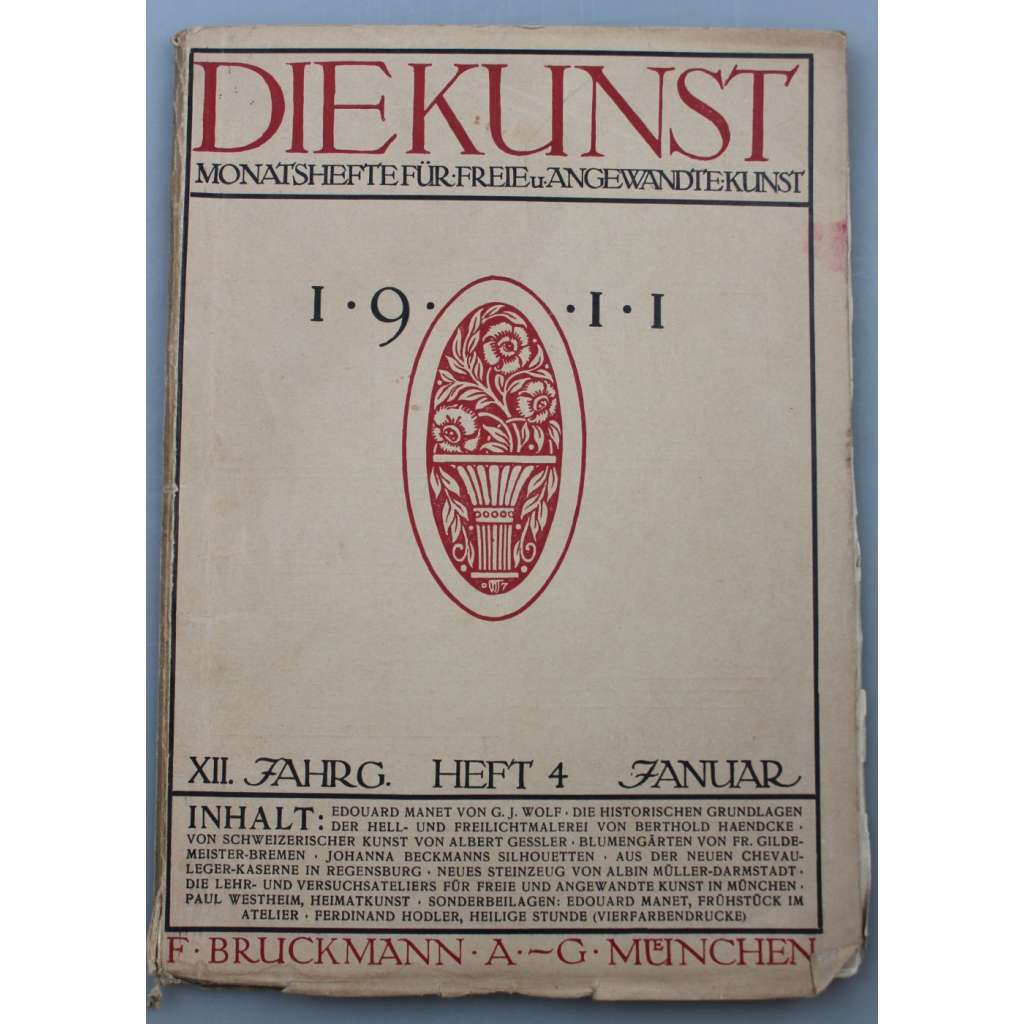 DIE KUNST
MONATSHEFTE FÜR·FREIE u·ANGEWANDTE·KUNST
1·9· ·1·1
0 7
XII. JAHRG. HEFT 4 JANUAR
INHALT: EDOUARD MANET VON G. J. WOLF · DIE HISTORISCHEN GRUNDLAGEN
DER HELL- UND FREILICHTMALEREI VON BERTHOLD HAENDCKE ·
VON SCHWEIZERISCHER KUNST VON ALBERT GESSLER · BLUMENGÄRTEN VON FR. GILDE-
MEISTER-BREMEN · JOHANNA BECKMANNS SILHOUETTEN · AUS DER NEUEN CHEVAU-
LEGER-KASERNE IN REGENSBURG · NEUES STEINZEUG VON ALBIN MÜLLER-DARMSTADT ·
DIE LEHR- UND VERSUCHSATELIERS FÜR FREIE UND ANGEWANDTE KUNST IN MÜNCHEN ·
PAUL WESTHEIM, HEIMATKUNST · SONDERBEILAGEN: EDOUARD MANET, FRÜHSTÜCK IM
ATELIER · FERDINAND HODLER, HEILIGE STUNDE (VIERFARBENDRUCKE)
F·BRUCKMANN·A·~G·MUENCHEN